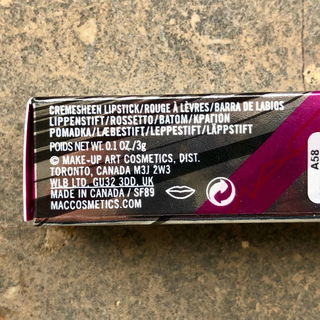 CREMESHEEN LIPSTICK/ROUGE À LÈVRES/BARRA DE LABIOS
LIPPENSTIFT/ROSSETTO/BATOM/ΚΡΑΓΙΟΝ
POMADKA/LÆBESTIFT/LEPPESTIFT/LÄPPSTIFT
POIDS NET WT. 0.1 OZ./3g
© MAKE-UP ART COSMETICS, DIST.
TORONTO, CANADA M3J 2W3
WLB LTD, GU32 3DD, UK
MADE IN CANADA / SF89
MACCOSMETICS.COM
A58